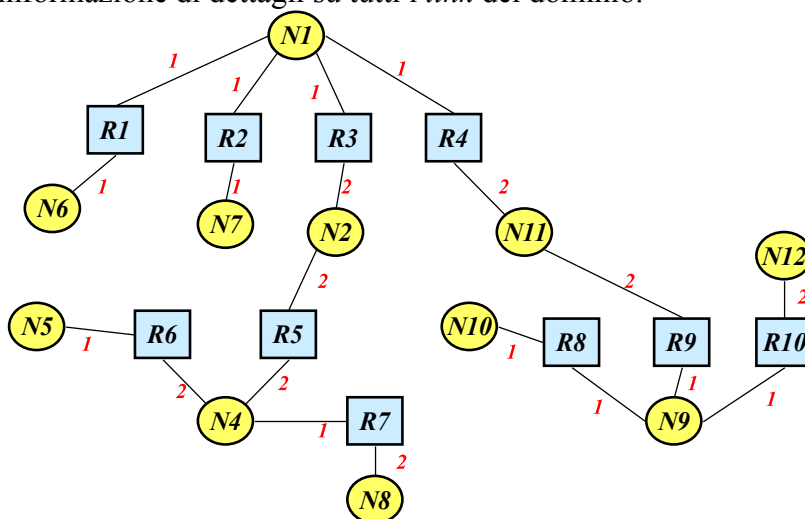 informazione di dettagli su tutti i link del dominio.
N1
1 1 1 1
R1 R2 R3 R4
1 1 2 2
N6 N7 N2 N11
N12
2 2 2
N5 R6 R5 N10 R8 R9 R10
1 1
2 2 1 1
1
N4 1 R7 N9
2
N8